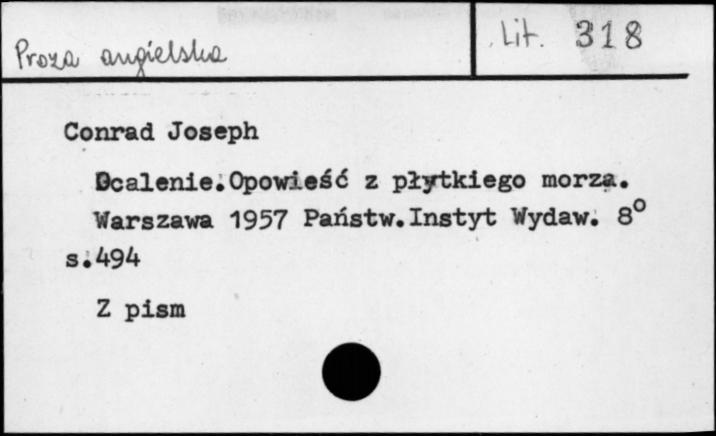 Proza angielska
Lit. 318
Conrad Joseph
Ocalenie.Opowieść z płytkiego morza.
Warszawa 1957 Państw.Instyt Wydaw. 8°
s.494
Z pism